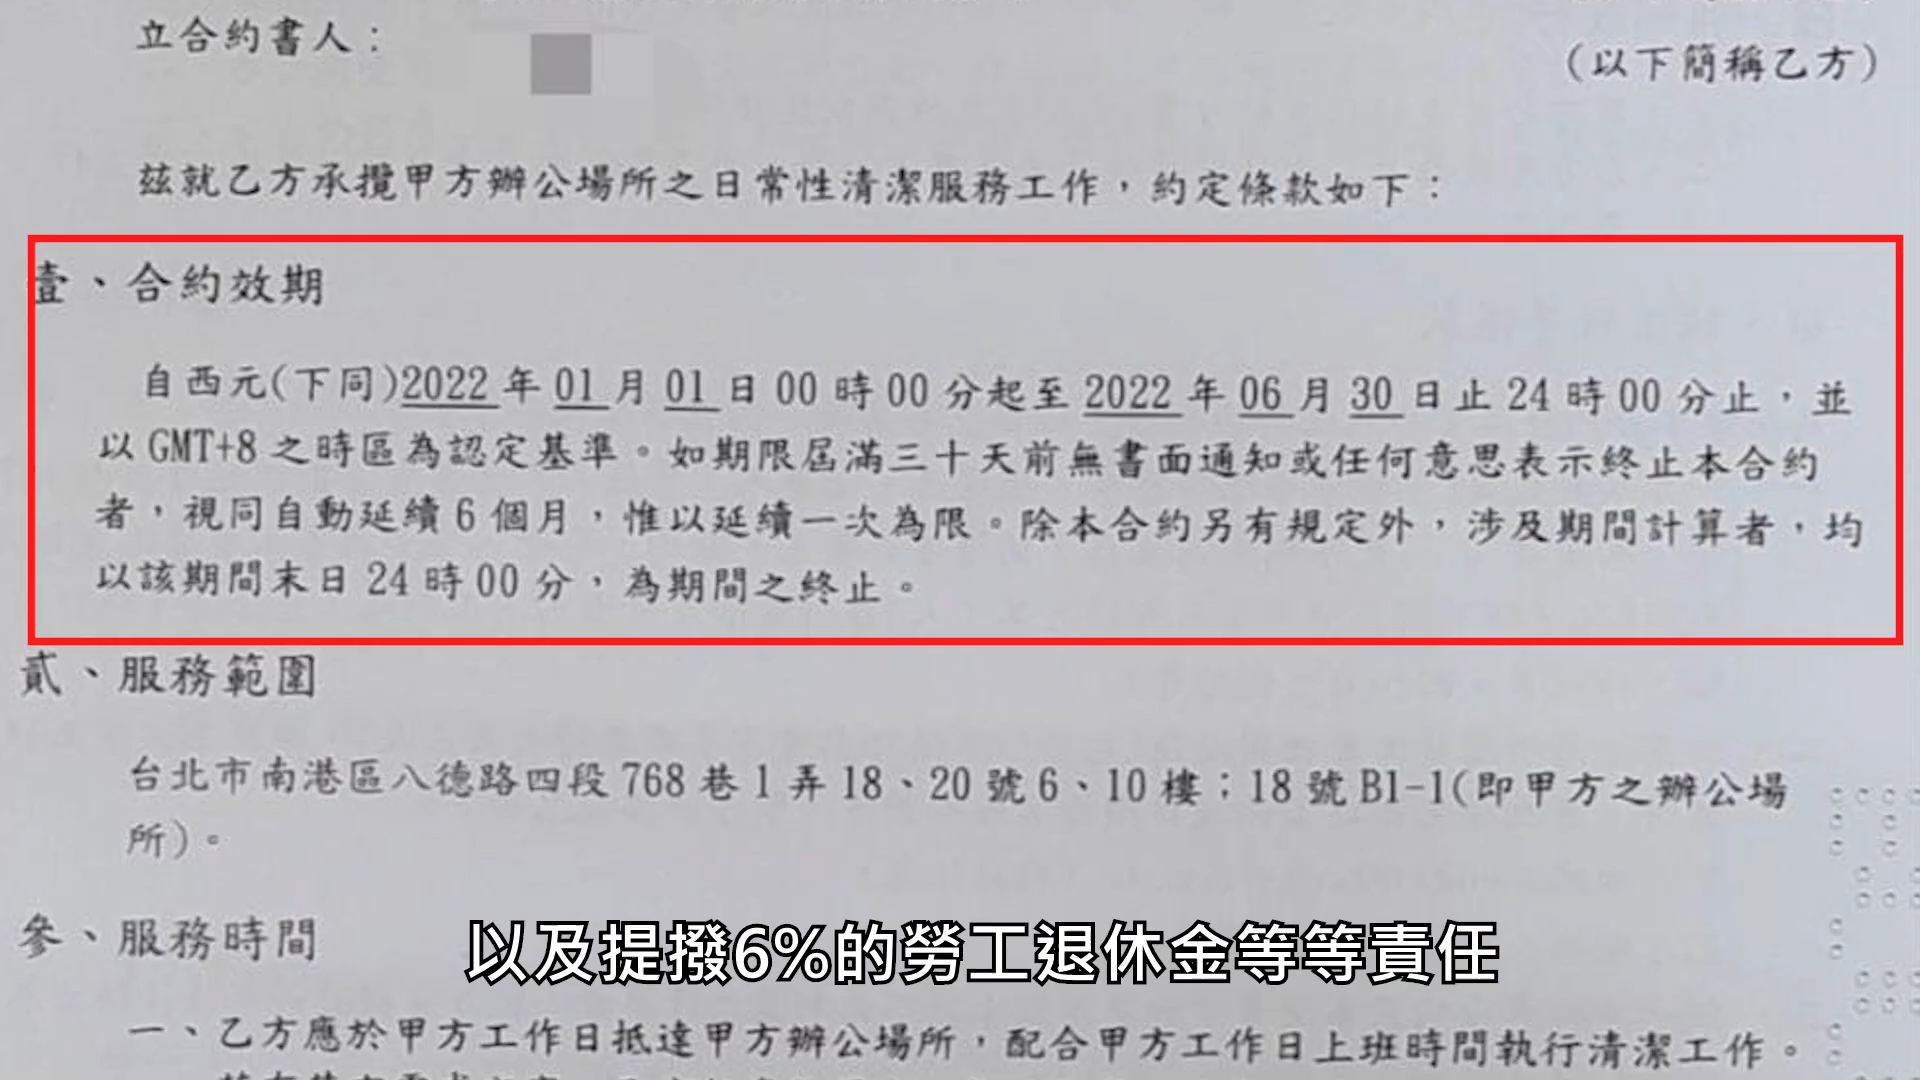 立合約書人：
（以下簡稱乙方）
茲就乙方承攬甲方辦公場所之日常性清潔服務工作，約定條款如下：
壹、合約效期
自西元(下同)2022年01月01日00時00分起至2022年06月30日止24時00分止，並
以GMT+8之時區為認定基準。如期限屆滿三十天前無書面通知或任何意思表示終止本合約
者，視同自動延續6個月，惟以延續一次為限。除本合約另有規定外，涉及期間計算者，均
以該期間末日24時00分，為期間之終止。
貳、服務範圍
台北市南港區八德路四段768巷1弄18、20號6、10樓；18號B1-1(即甲方之辦公場
所)。
參、服務時間
以及提撥6%的勞工退休金等等責任
一、乙方應於甲方工作日抵達甲方辦公場所，配合甲方工作日上班時間執行清潔工作。